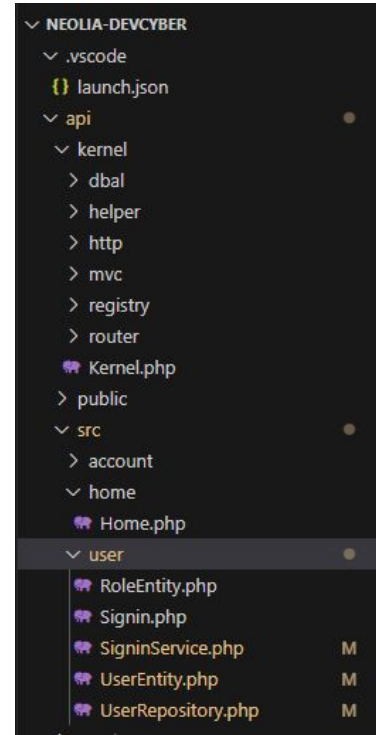 NEOLIA-DEVCYBER
.vscode
{} launch.json
api
kernel
dbal
helper
http
mvc
registry
router
Kernel.php
public
src
account
home
Home.php
user
RoleEntity.php
Signin.php
SigninService.php M
UserEntity.php M
UserRepository.php M